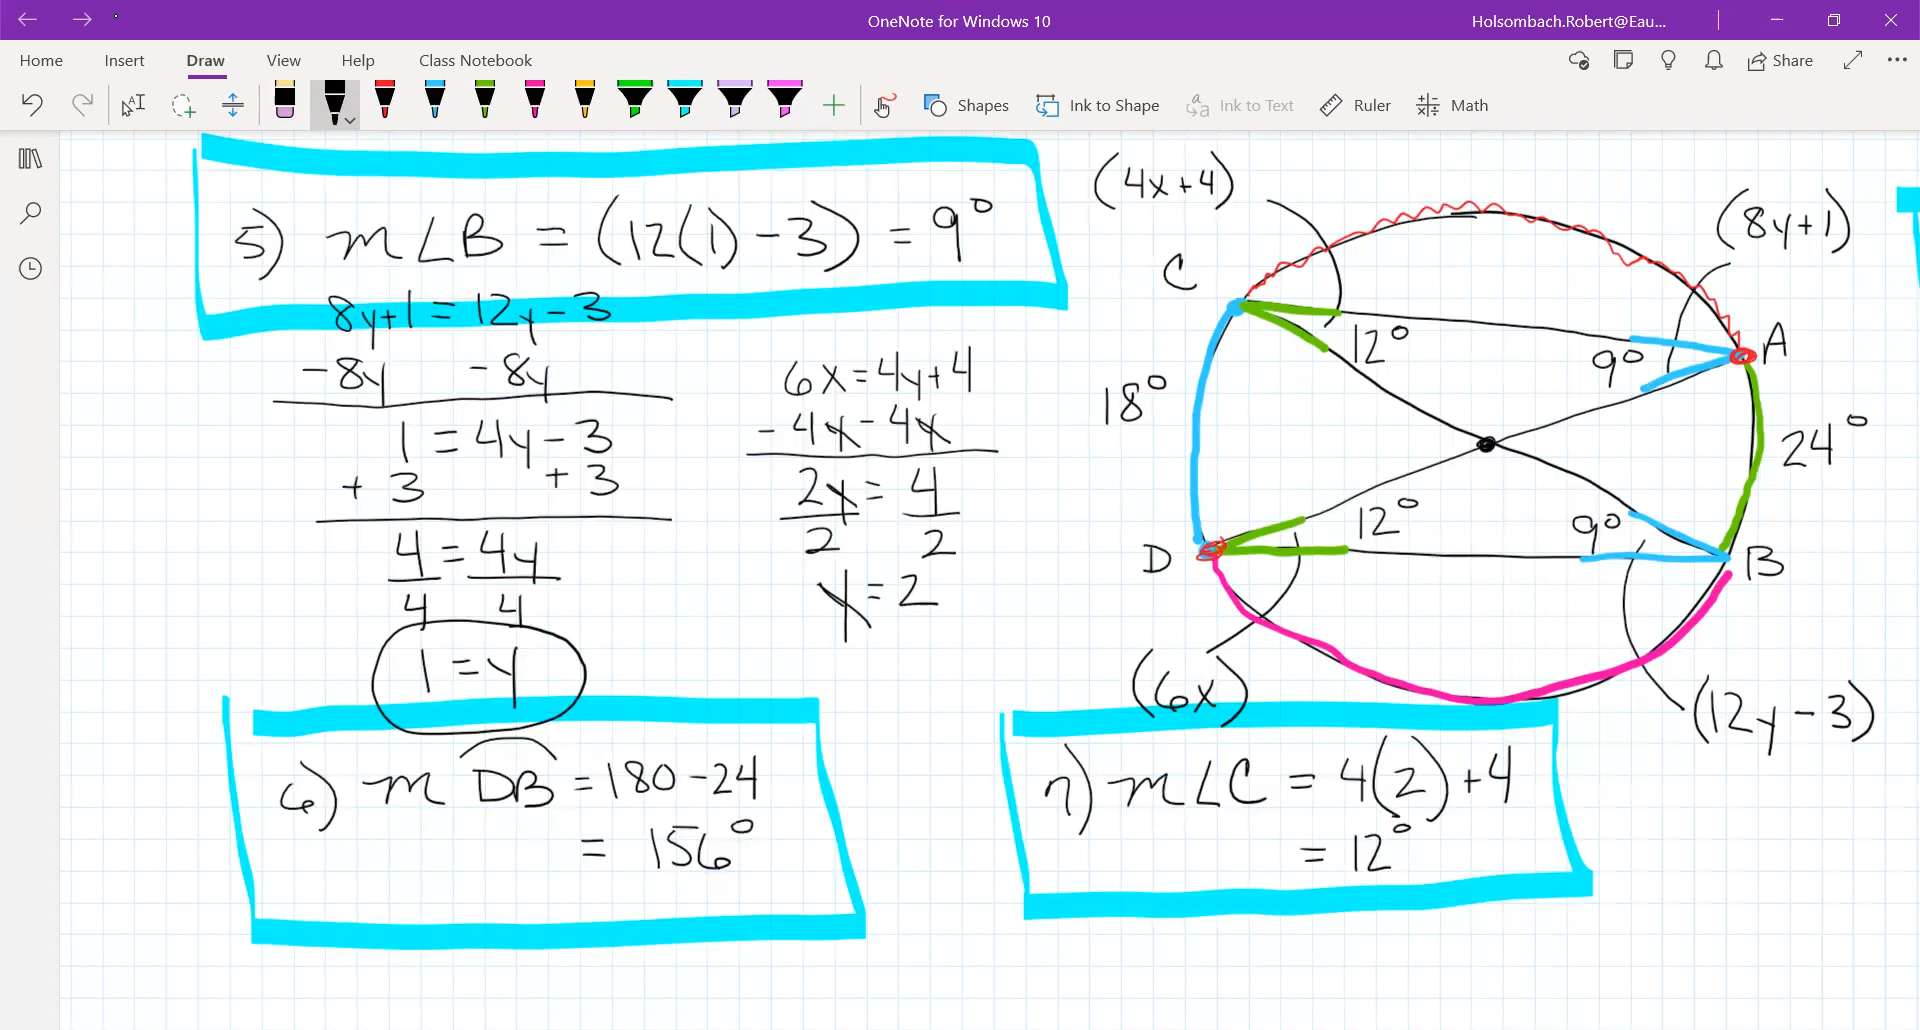 OneNote for Windows 10
Holsombach.Robert@Eau...
Home Insert Draw View Help Class Notebook
Share
Shapes Ink to Shape Ink to Text Ruler Math
5) m∠B = (12(1) - 3) = 9°
8y+1 = 12y - 3
-8y -8y
1 = 4y - 3
+ 3 + 3
4 = 4y
4 4
1 = y
6x = 4y+4
- 4x - 4x
2x = 4
2 2
x = 2
6) m DB = 180 - 24
= 156°
(4x+4)
(8y+1)
C
A
12°
9°
18°
24°
12°
9°
D
B
(6x)
(12y - 3)
7) m∠C = 4(2)+4
= 12°